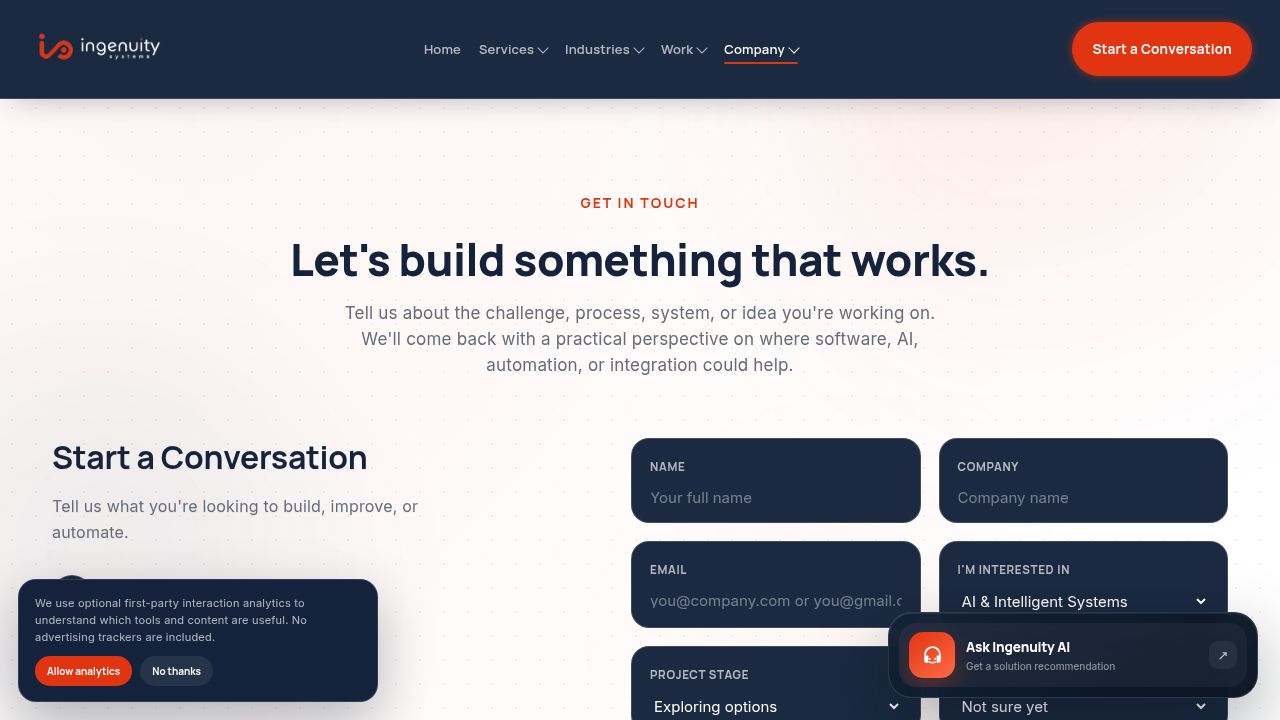 ingenuity
systems
Home
Services
Industries
Work
Company
Start a Conversation
GET IN TOUCH
Let's build something that works.
Tell us about the challenge, process, system, or idea you're working on.
We'll come back with a practical perspective on where software, AI,
automation, or integration could help.
Start a Conversation
Tell us what you're looking to build, improve, or
automate.
NAME
Your full name
COMPANY
Company name
EMAIL
you@company.com or you@gmail.c
I'M INTERESTED IN
AI & Intelligent Systems
PROJECT STAGE
Exploring options
Not sure yet
We use optional first-party interaction analytics to
understand which tools and content are useful. No
advertising trackers are included.
Allow analytics
No thanks
Ask Ingenuity AI
Get a solution recommendation
↗